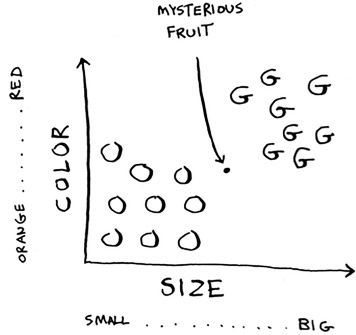 MYSTERIOUS
FRUIT
G G G
G
G G
G G
O
O O
O O O
O O O
ORANGE ....... RED
COLOR
SIZE
SMALL .......... BIG